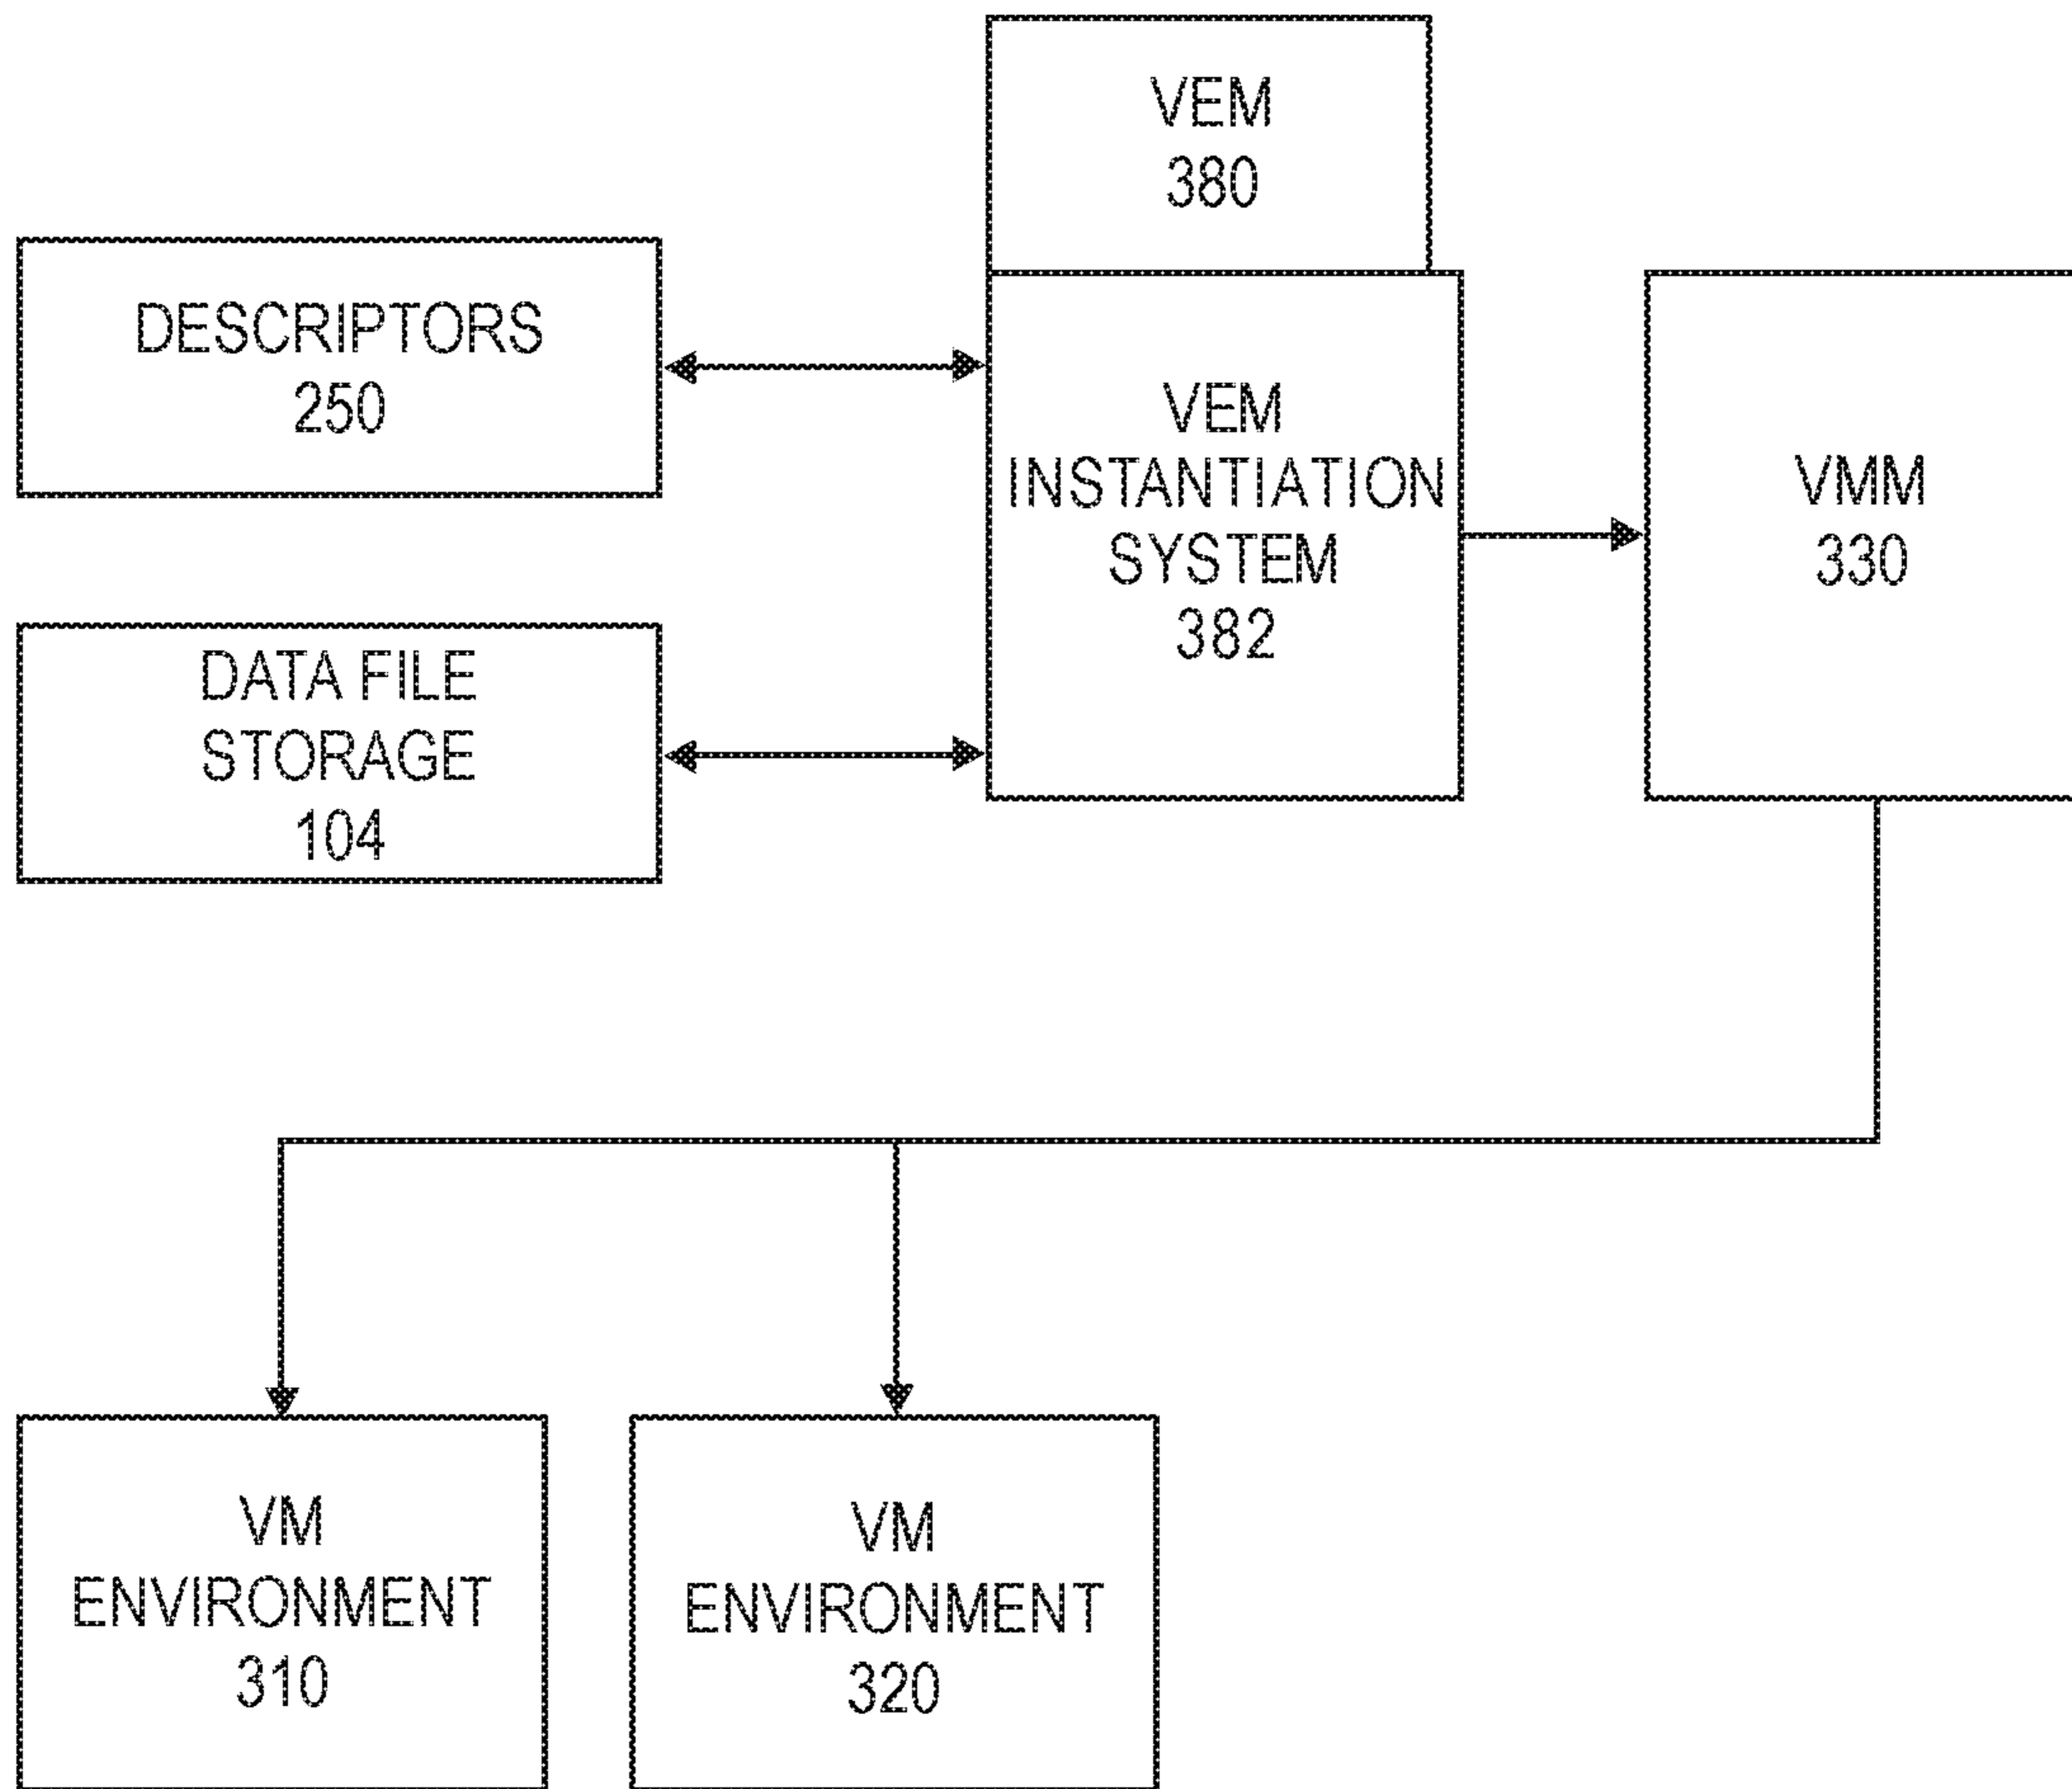 VEM
380
DESCRIPTORS
250
VEM
INSTANTIATION
SYSTEM
382
VMM
330
DATA FILE
STORAGE
104
VM
ENVIRONMENT
310
VM
ENVIRONMENT
320